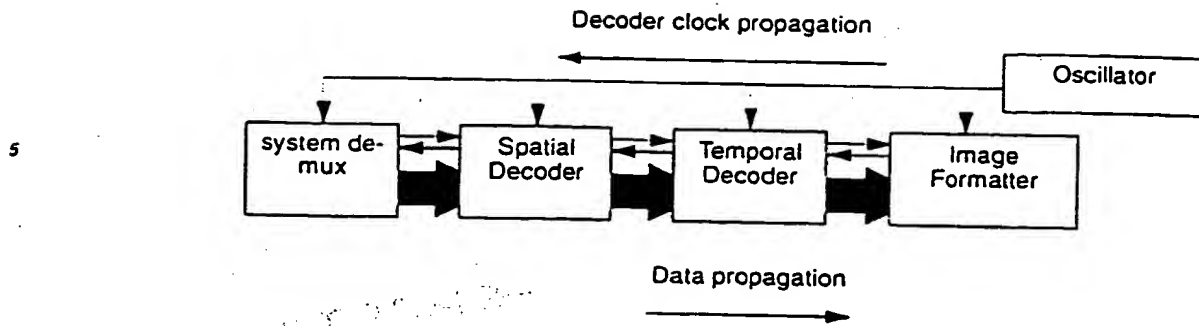 Decoder clock propagation
Oscillator
5
system de-
mux
Spatial
Decoder
Temporal
Decoder
Image
Formatter
Data propagation